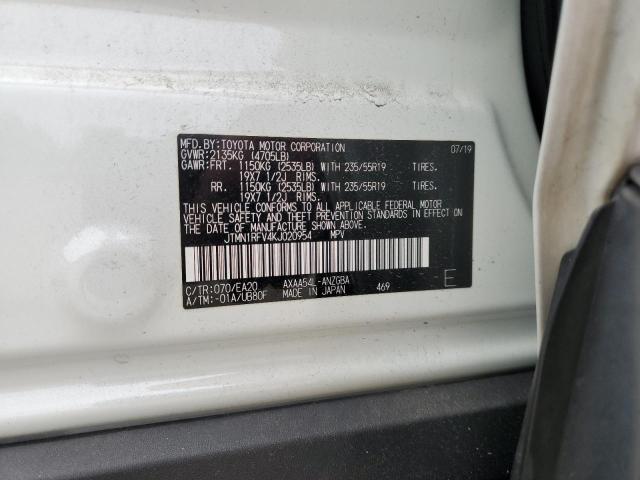 MFD.BY:TOYOTA MOTOR CORPORATION 07/19
GVWR:2135KG (4705LB)
GAWR:FRT. 1150KG (2535LB) WITH 235/55R19 TIRES.
19X7 1/2J RIMS.
RR. 1150KG (2535LB) WITH 235/55R19 TIRES.
19X7 1/2J RIMS.
THIS VEHICLE CONFORMS TO ALL APPLICABLE FEDERAL MOTOR
VEHICLE SAFETY AND THEFT PREVENTION STANDARDS IN EFFECT ON
THE DATE OF MANUFACTURE SHOWN ABOVE.
JTMN1RFV4KJ020954 MPV
C/TR:070/EA20 AXAA54L-ANZGBA
A/TM:-01A/UB80F MADE IN JAPAN 469 E